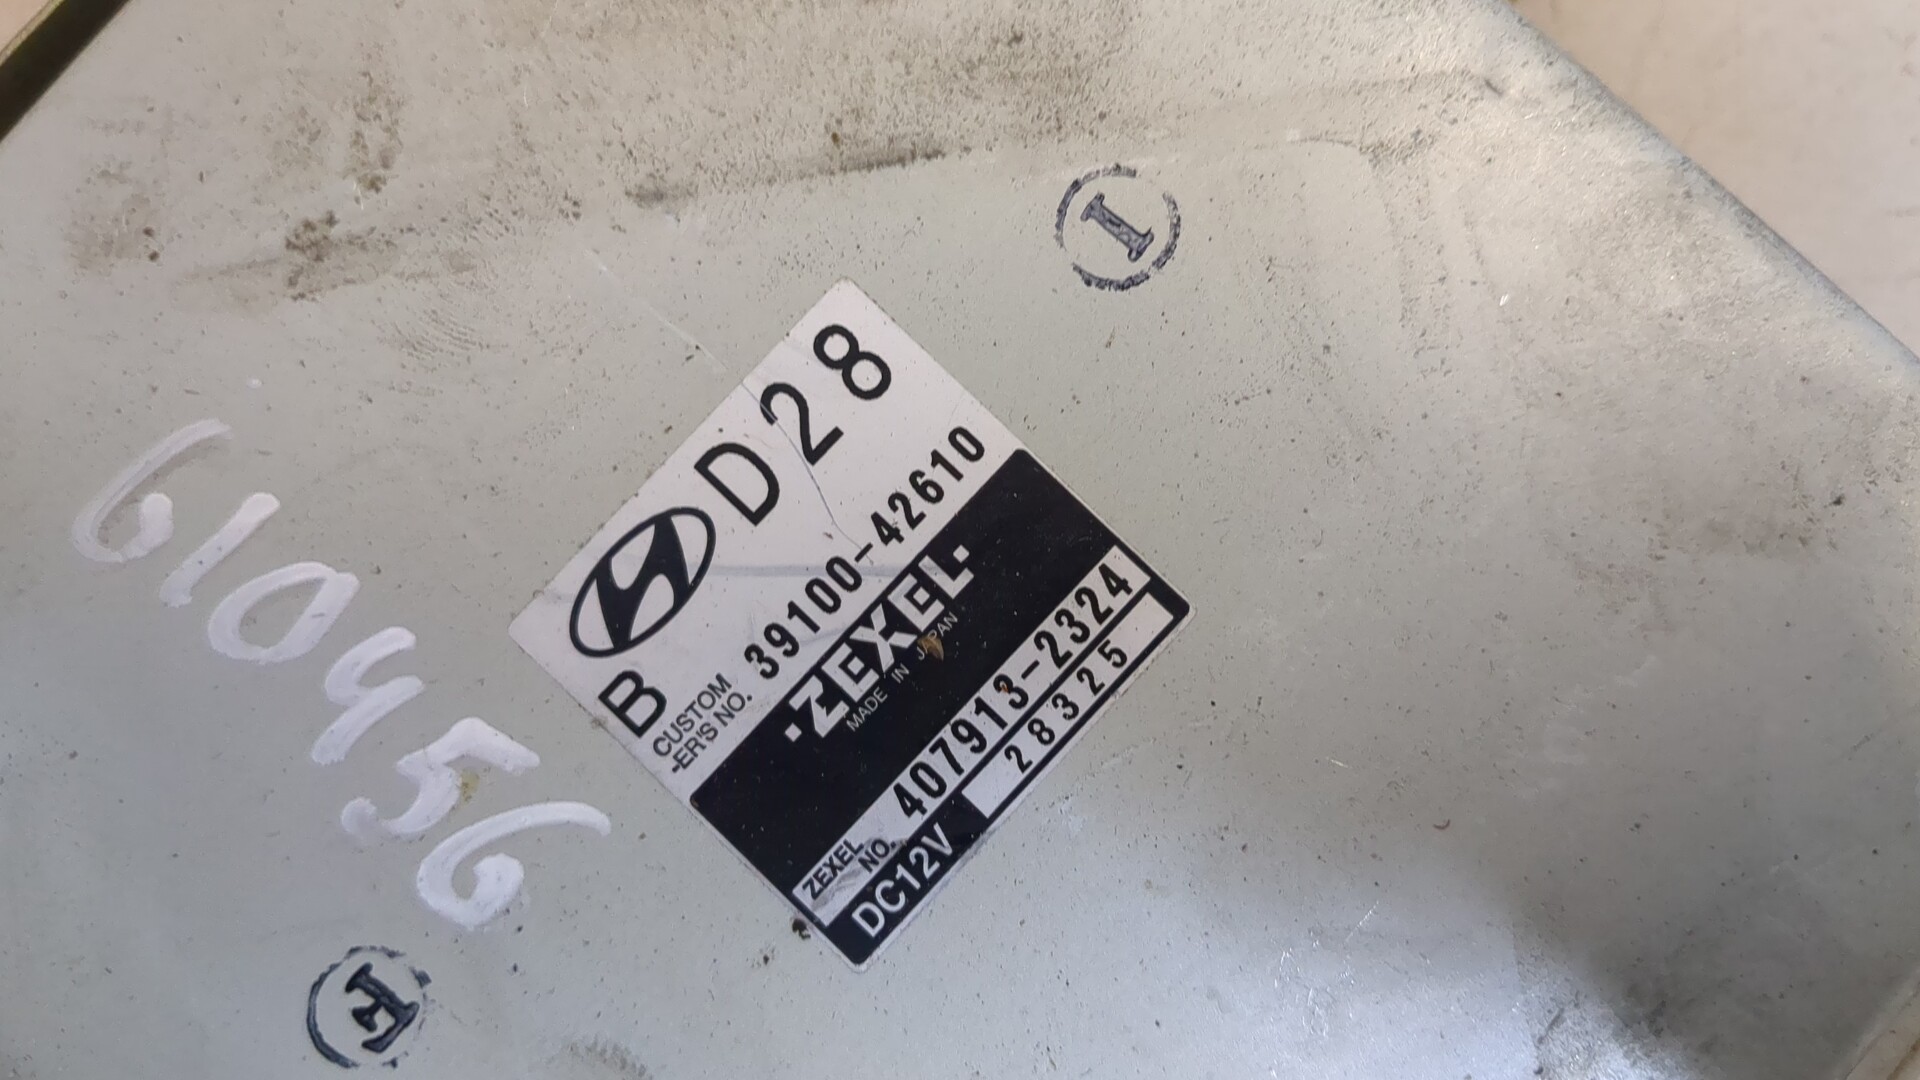 I
D28
B
CUSTOM
-ER'S NO. 39100-42610
·ZEXEL·
MADE IN JAPAN
ZEXEL
NO. 407913-2324
DC12V 28325
610456
E